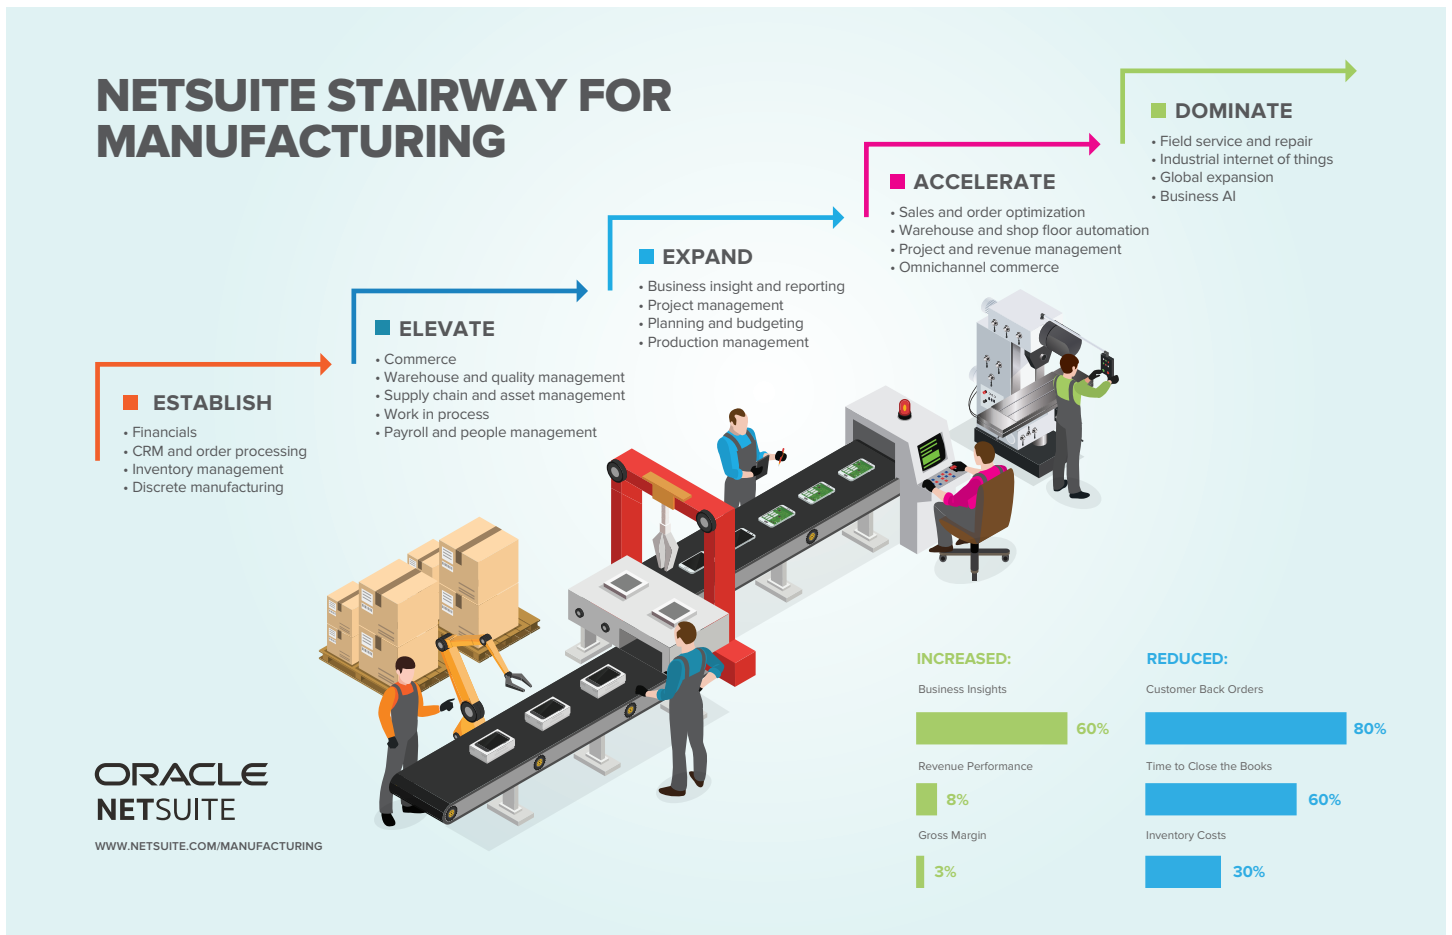 NETSUITE STAIRWAY FOR
MANUFACTURING
ESTABLISH
• Financials
• CRM and order processing
• Inventory management
• Discrete manufacturing
ELEVATE
• Commerce
• Warehouse and quality management
• Supply chain and asset management
• Work in process
• Payroll and people management
EXPAND
• Business insight and reporting
• Project management
• Planning and budgeting
• Production management
ACCELERATE
• Sales and order optimization
• Warehouse and shop floor automation
• Project and revenue management
• Omnichannel commerce
DOMINATE
• Field service and repair
• Industrial internet of things
• Global expansion
• Business AI
INCREASED:
Business Insights
60%
Revenue Performance
8%
Gross Margin
3%
REDUCED:
Customer Back Orders
80%
Time to Close the Books
60%
Inventory Costs
30%
ORACLE
NETSUITE
WWW.NETSUITE.COM/MANUFACTURING